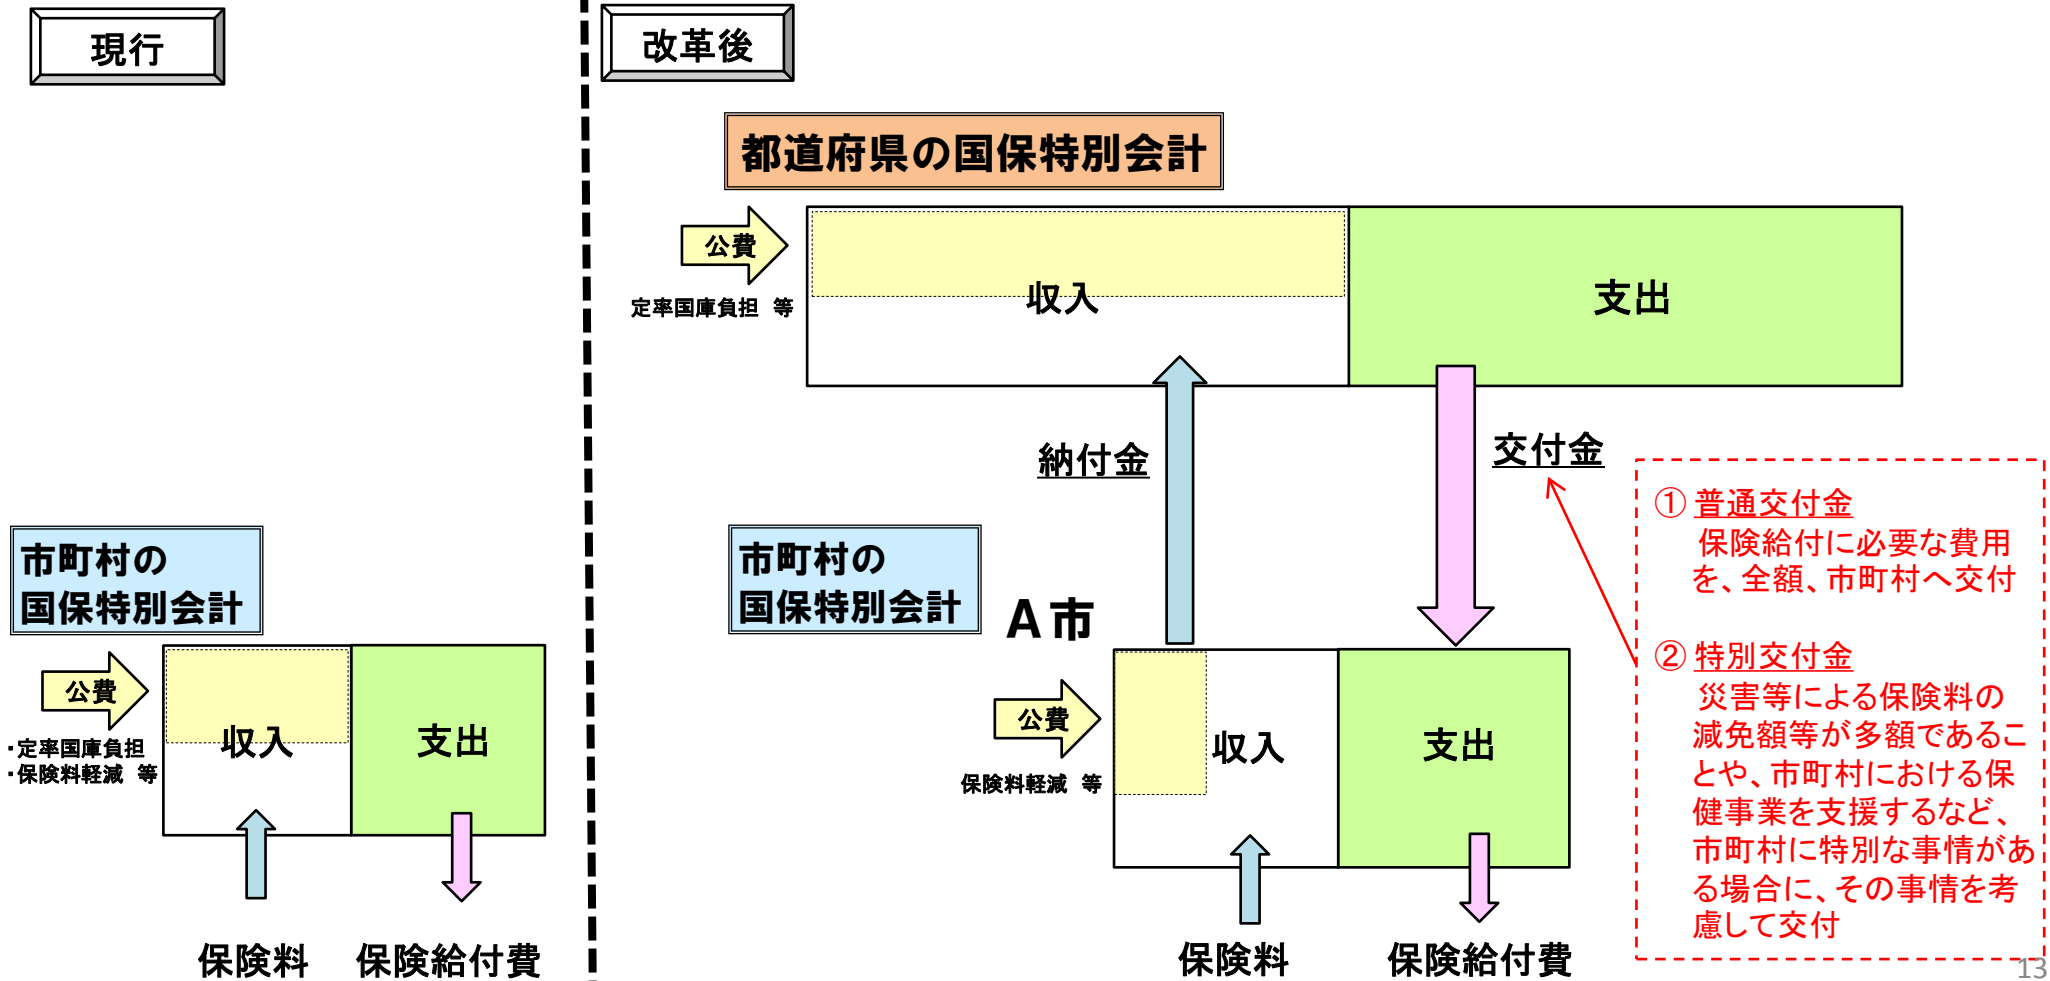 現行
市町村の
国保特別会計
公費
・定率国庫負担
・保険料軽減 等
収入
支出
保険料
保険給付費
改革後
都道府県の国保特別会計
公費
定率国庫負担 等
収入
支出
納付金
交付金
市町村の
国保特別会計
A市
公費
保険料軽減 等
収入
支出
保険料
保険給付費
① 普通交付金
保険給付に必要な費用
を、全額、市町村へ交付
② 特別交付金
災害等による保険料の
減免額等が多額であるこ
とや、市町村における保
健事業を支援するなど、
市町村に特別な事情があ
る場合に、その事情を考
慮して交付
13